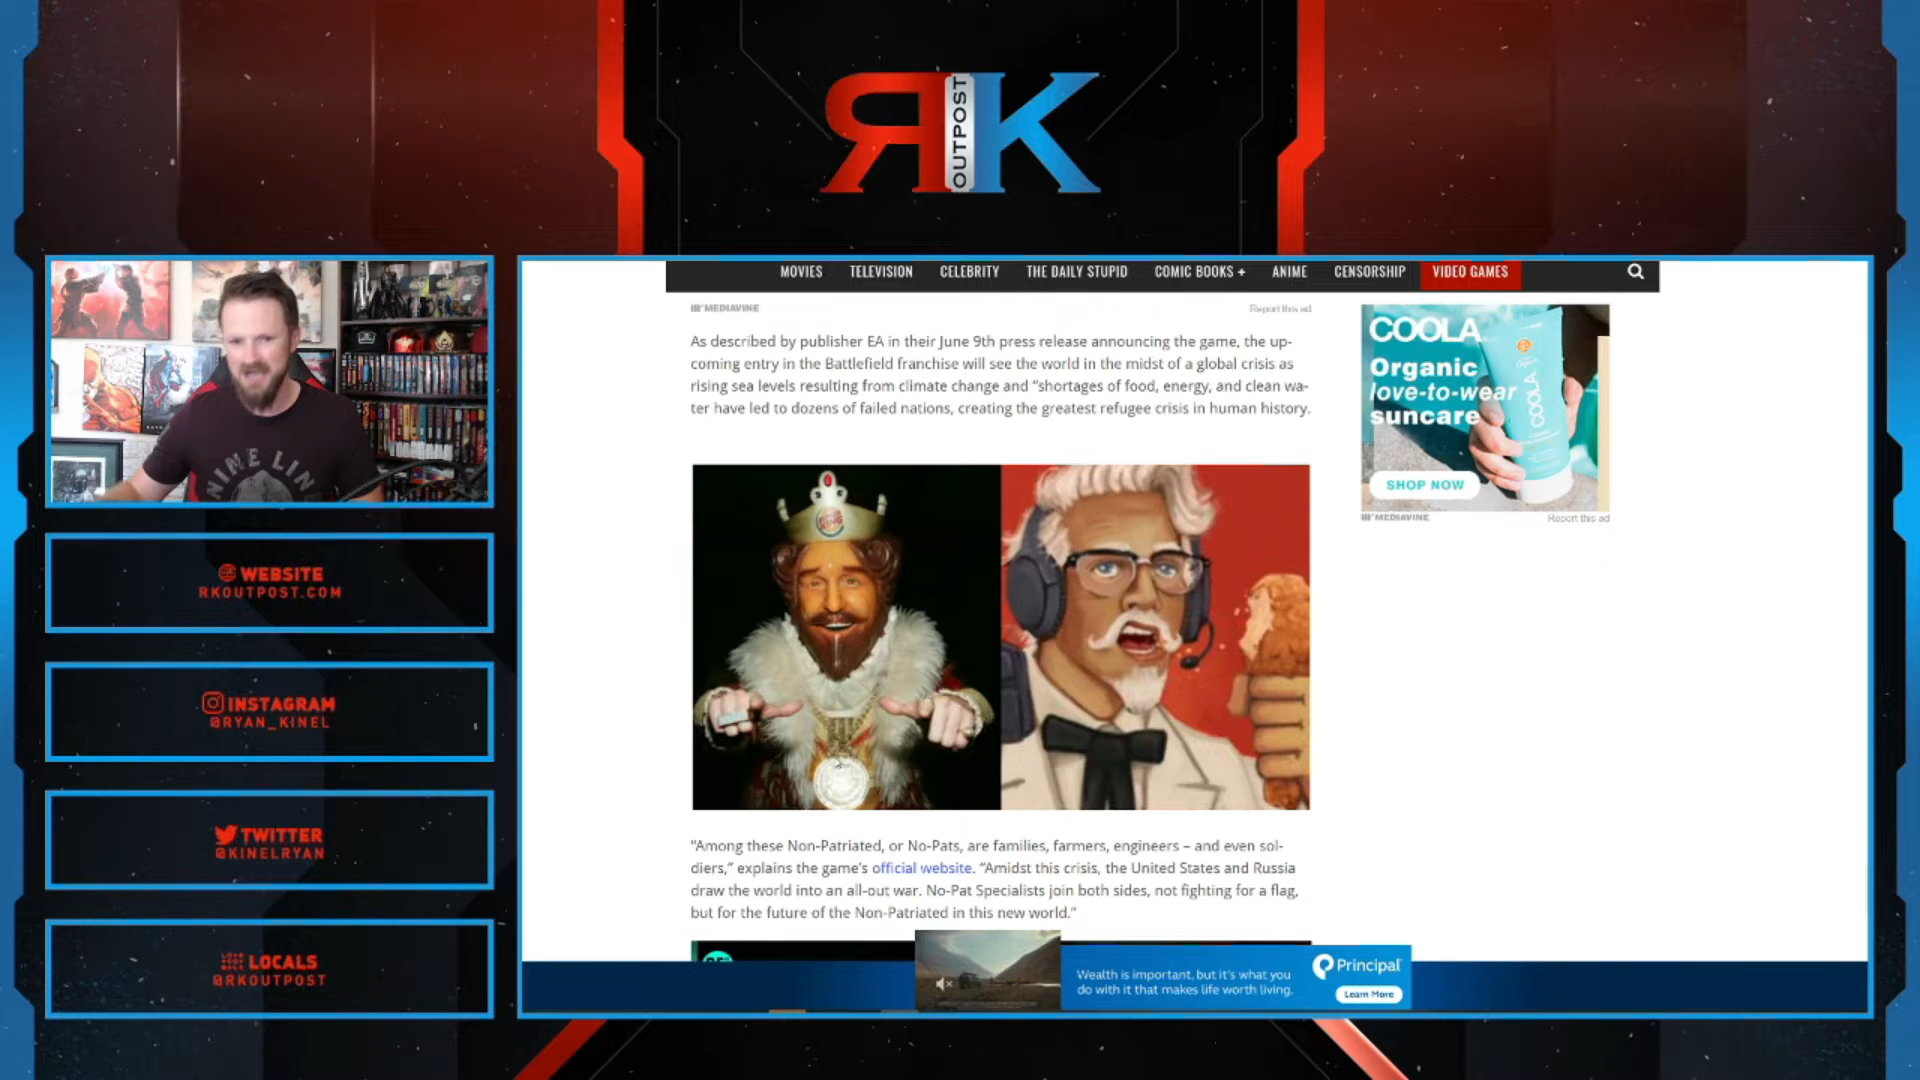 RK
OUTPOST
NINE LIN
WEBSITE
RKOUTPOST.COM
INSTAGRAM
@RYAN_KINEL
TWITTER
@KINELRYAN
LOCALS
@RKOUTPOST
MOVIES TELEVISION CELEBRITY THE DAILY STUPID COMIC BOOKS + ANIME CENSORSHIP VIDEO GAMES
MEDIAVINE Report this ad
As described by publisher EA in their June 9th press release announcing the game, the up-
coming entry in the Battlefield franchise will see the world in the midst of a global crisis as
rising sea levels resulting from climate change and “shortages of food, energy, and clean wa-
ter have led to dozens of failed nations, creating the greatest refugee crisis in human history.
BURGER KING
“Among these Non-Patriated, or No-Pats, are families, farmers, engineers – and even sol-
diers,” explains the game’s official website. “Amidst this crisis, the United States and Russia
draw the world into an all-out war. No-Pat Specialists join both sides, not fighting for a flag,
but for the future of the Non-Patriated in this new world.”
COOLA
Organic
love-to-wear
suncare
COOLA
SHOP NOW
MEDIAVINE Report this ad
Wealth is important, but it’s what you
do with it that makes life worth living.
Principal
Learn More